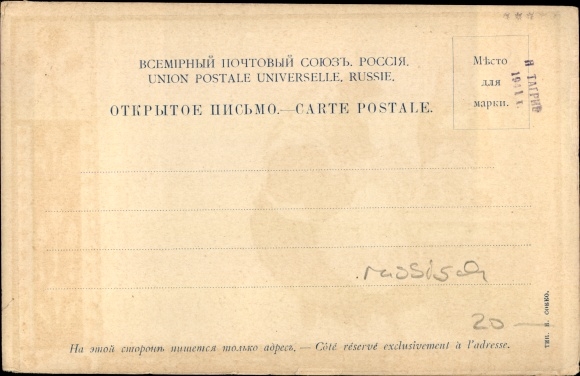 ВСЕМІРНЫЙ ПОЧТОВЫЙ СОЮЗЪ. РОССІЯ.
UNION POSTALE UNIVERSELLE. RUSSIE.
ОТКРЫТОЕ ПИСЬМО.—CARTE POSTALE.
Мѣсто
для
марки.
russisch
20 —
На этой сторонѣ пишется только адресъ. — Côté réservé exclusivement à l'adresse.